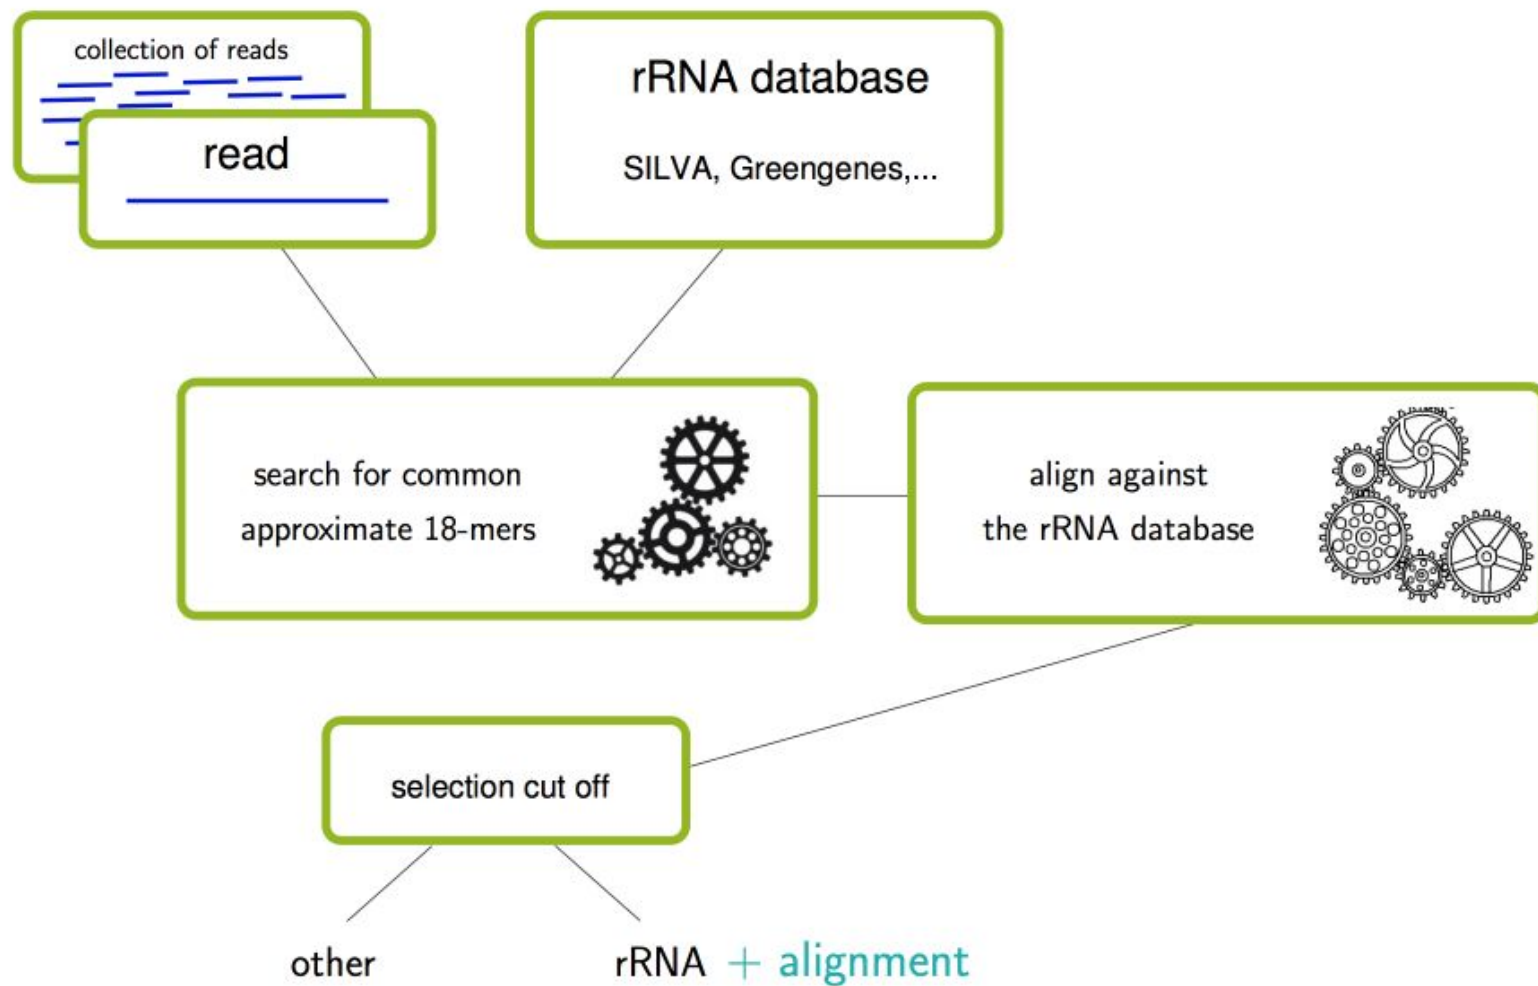 collection of reads
read
rRNA database
SILVA, Greengenes,...
search for common
approximate 18-mers
align against
the rRNA database
selection cut off
other
rRNA + alignment